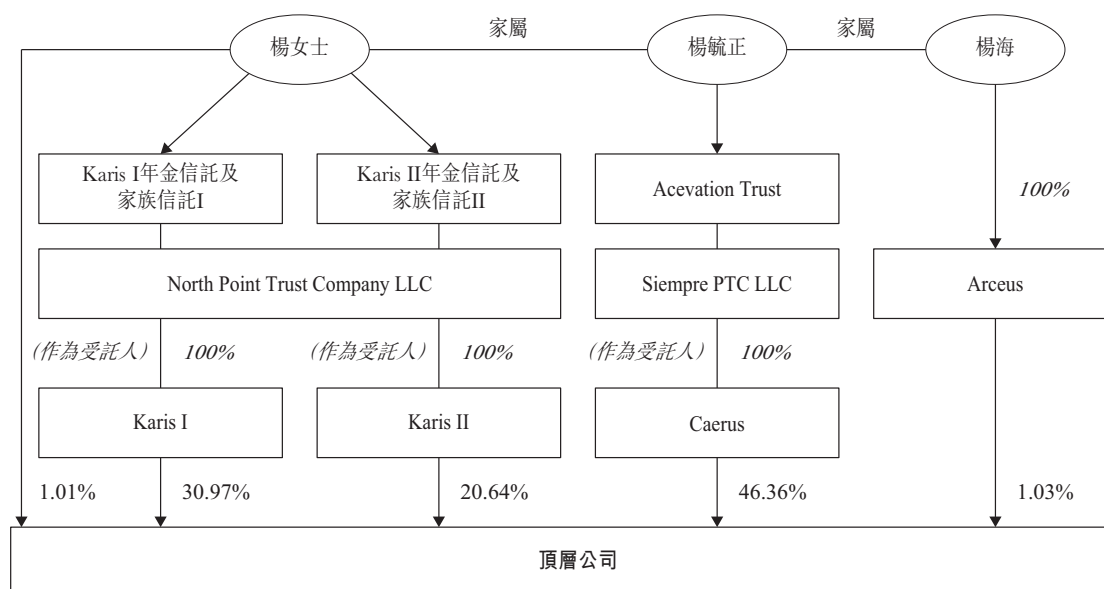 楊女士
家屬
楊毓正
家屬
楊海
Karis I年金信託及
家族信託I
Karis II年金信託及
家族信託II
Acevation Trust
100%
North Point Trust Company LLC
Siempre PTC LLC
Arceus
(作為受託人)
100%
(作為受託人)
100%
(作為受託人)
100%
Karis I
Karis II
Caerus
1.01%
30.97%
20.64%
46.36%
1.03%
頂層公司